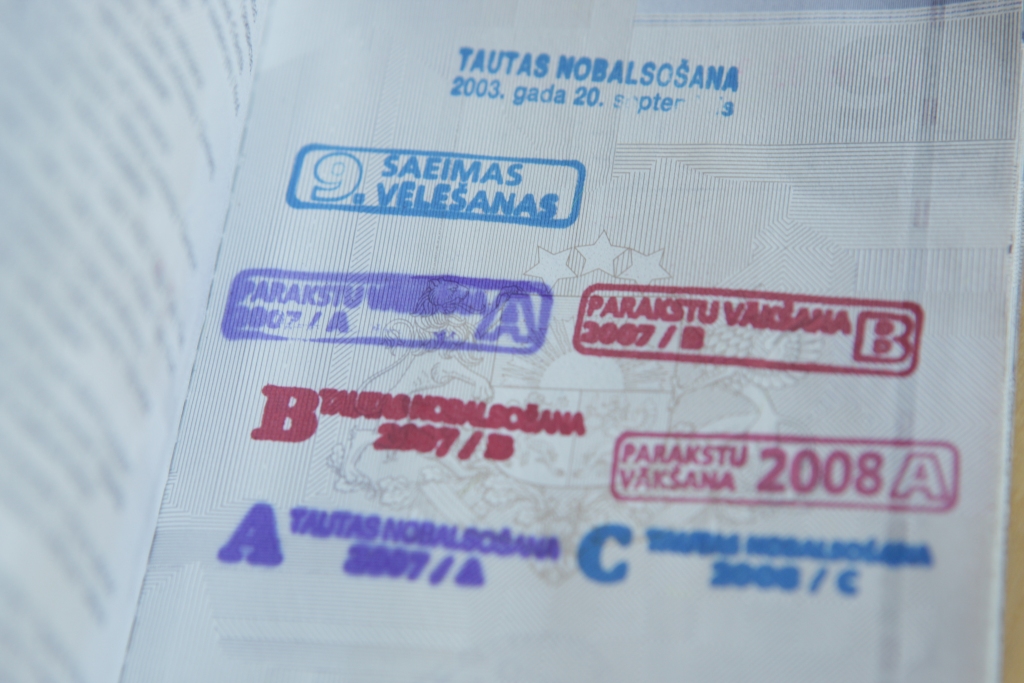 TAUTAS NOBALSOŠANA
2003. gada 20.
9. SAEIMAS
VĒLĒŠANAS
PARAKSTU
2007 / A
A
PARAKSTU VĀKŠANA
2007 / B
B
B TAUTAS NOBALSOŠANA
2007 / B
PARAKSTU
VĀKŠANA 2008 A
A TAUTAS NOBALSOŠANA
2007 / A
C TAUTAS NOBALSOŠANA
2008 / C